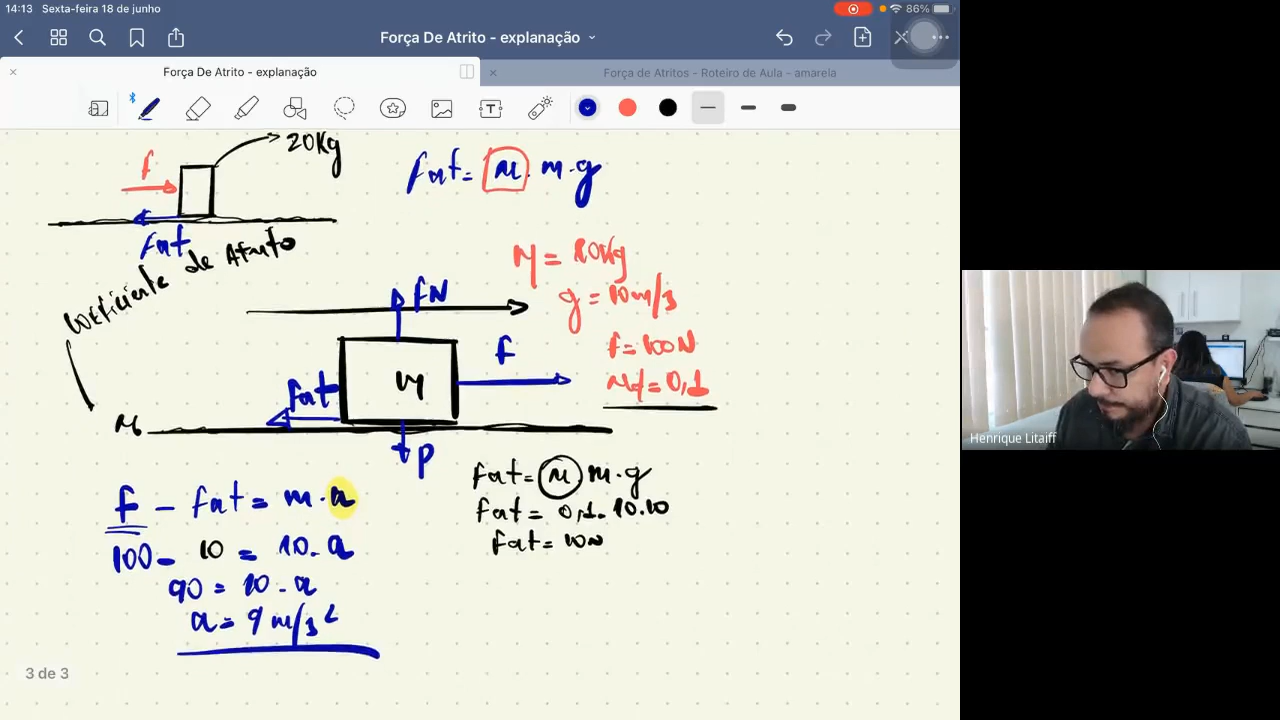 14:13 Sexta-feira 18 de junho
86%
Força De Atrito - explanação
Força De Atrito - explanação
Força de Atritos - Roteiro de Aula - amarela
20Kg
f
fat
fat = μ . m . g
Coeficiente de Atrito
M = 10Kg
g = 10m/s
f = 100N
μd = 0,1
fN
f
M
fat
μ
P
f - fat = m . a
100 - 10 = 10 . a
90 = 10 . a
a = 9 m/s²
fat = μ m . g
fat = 0,1 . 10.10
fat = 10N
3 de 3
Henrique Litaiff